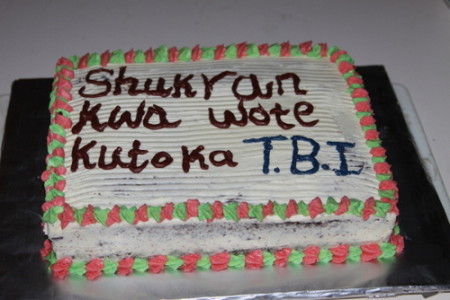 Shukran
Kwa wote
Kutoka T.B.I